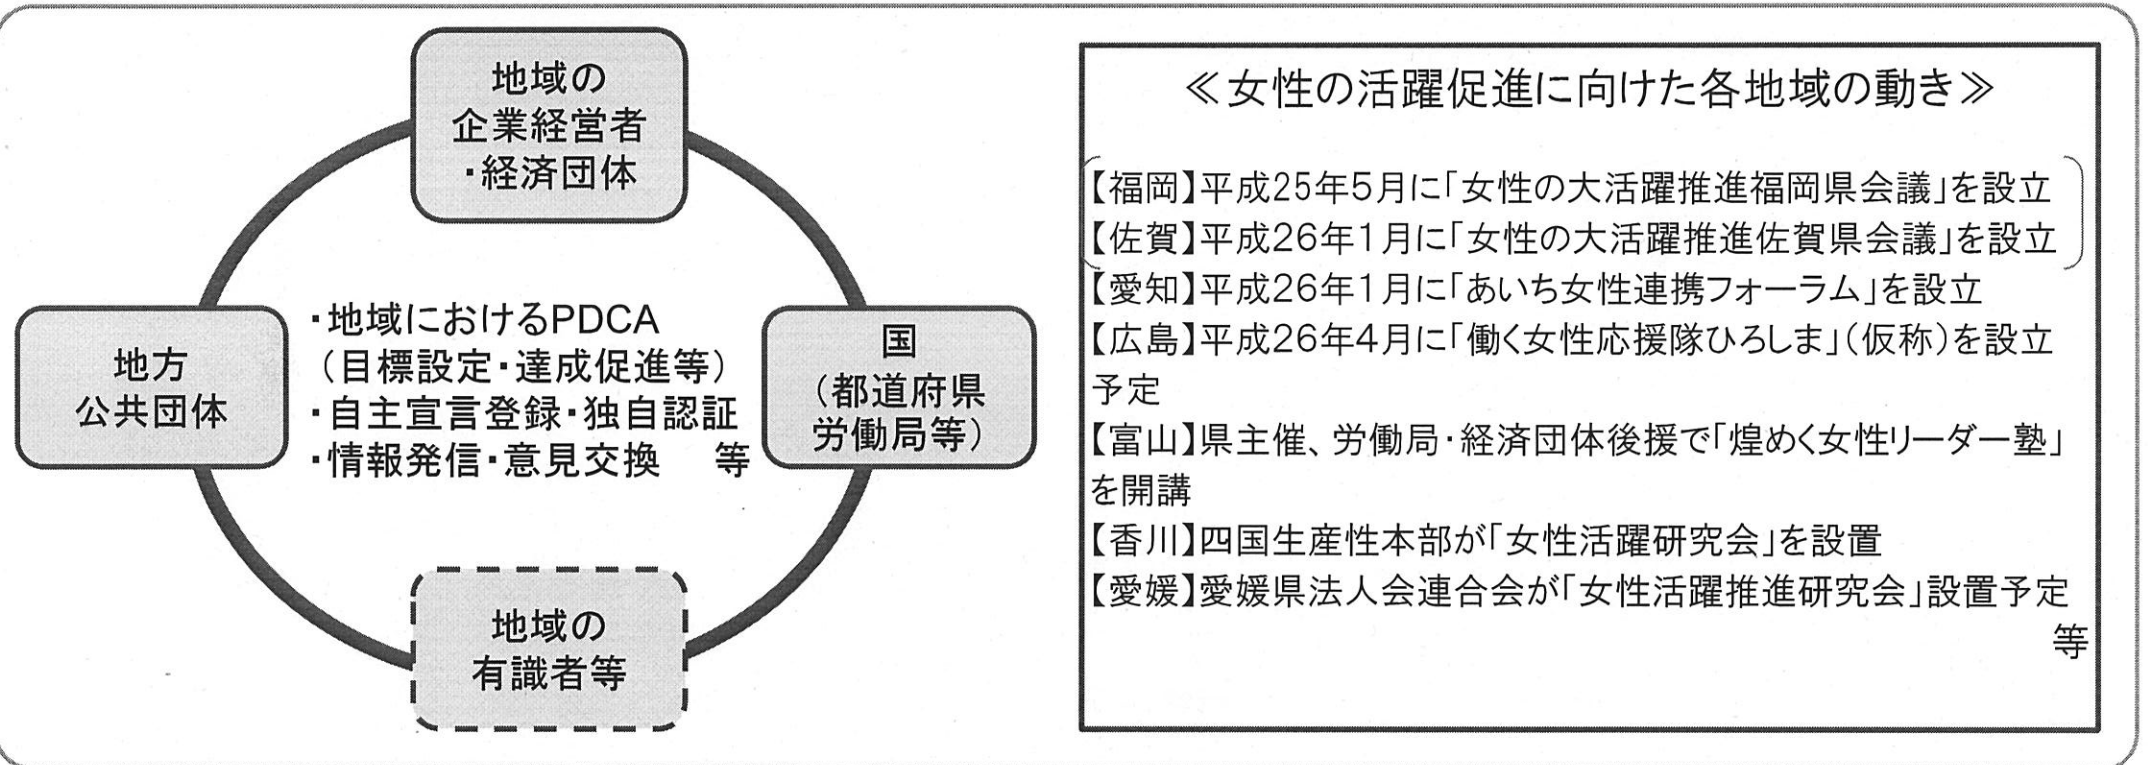 地域の
企業経営者
・経済団体
地方
公共団体
・地域におけるPDCA
(目標設定・達成促進等)
・自主宣言登録・独自認証
・情報発信・意見交換　等
国
(都道府県
労働局等)
地域の
有識者等
≪女性の活躍促進に向けた各地域の動き≫
【福岡】平成25年5月に「女性の大活躍推進福岡県会議」を設立
【佐賀】平成26年1月に「女性の大活躍推進佐賀県会議」を設立
【愛知】平成26年1月に「あいち女性連携フォーラム」を設立
【広島】平成26年4月に「働く女性応援隊ひろしま」(仮称)を設立
予定
【富山】県主催、労働局・経済団体後援で「煌めく女性リーダー塾」
を開講
【香川】四国生産性本部が「女性活躍研究会」を設置
【愛媛】愛媛県法人会連合会が「女性活躍推進研究会」設置予定
等